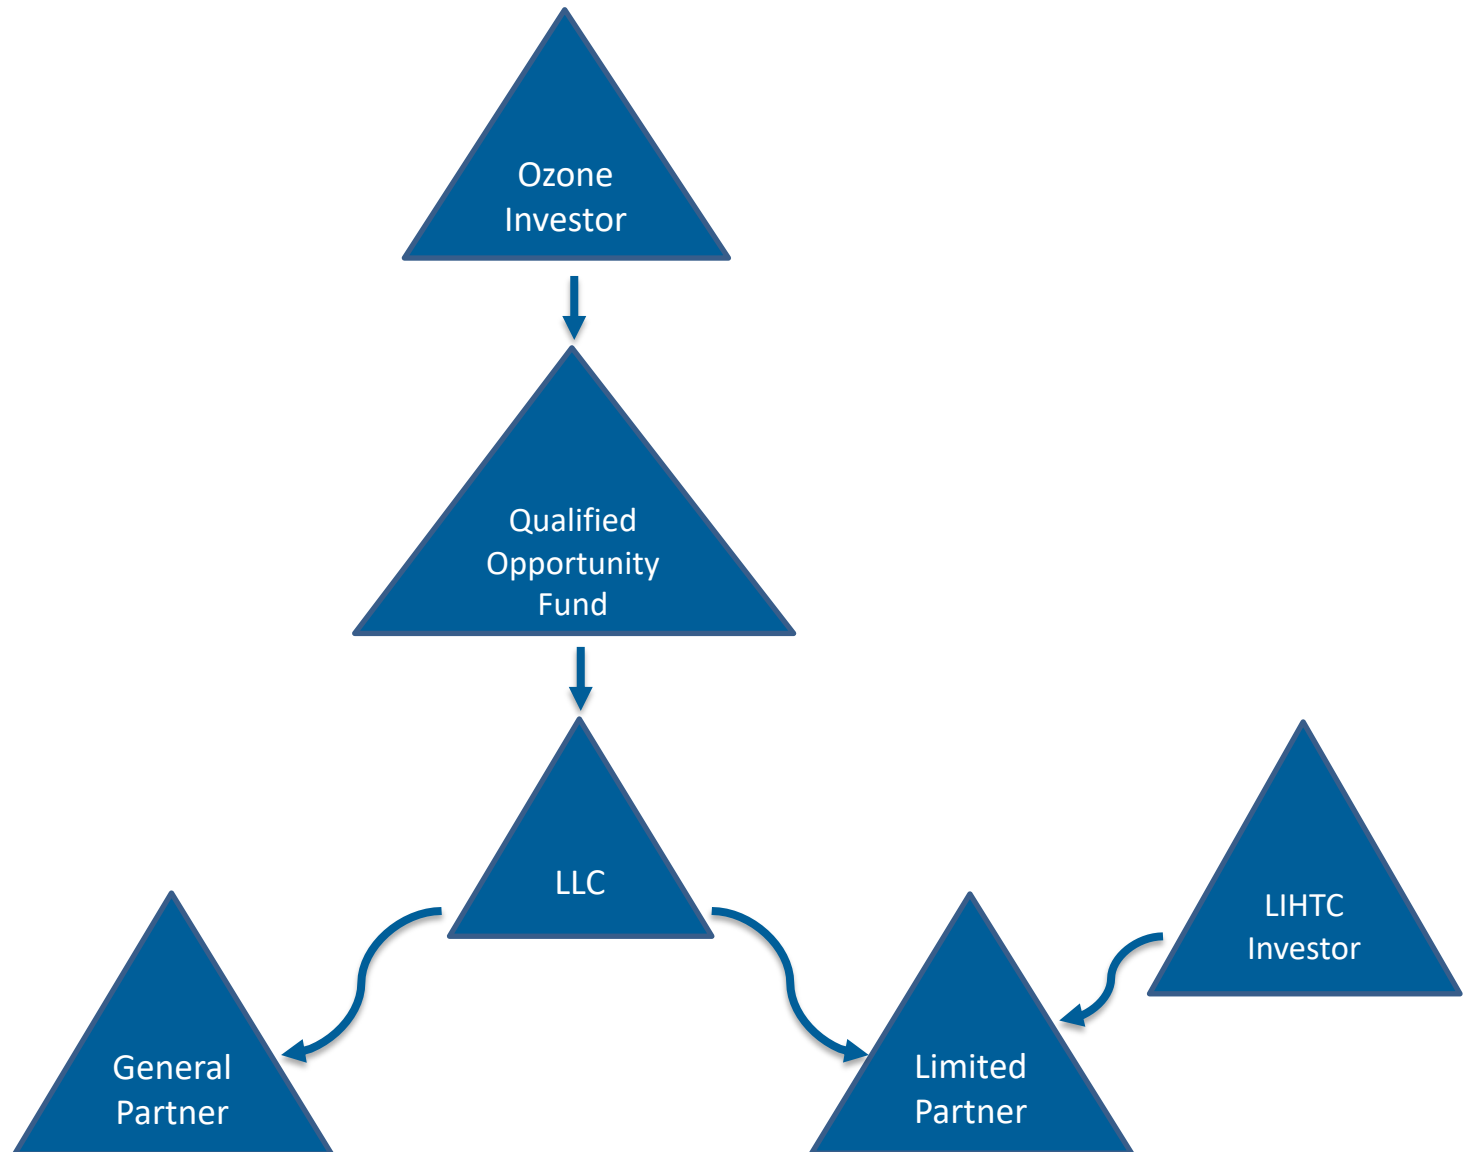 Ozone
Investor
Qualified
Opportunity
Fund
LLC
LIHTC
Investor
General
Partner
Limited
Partner